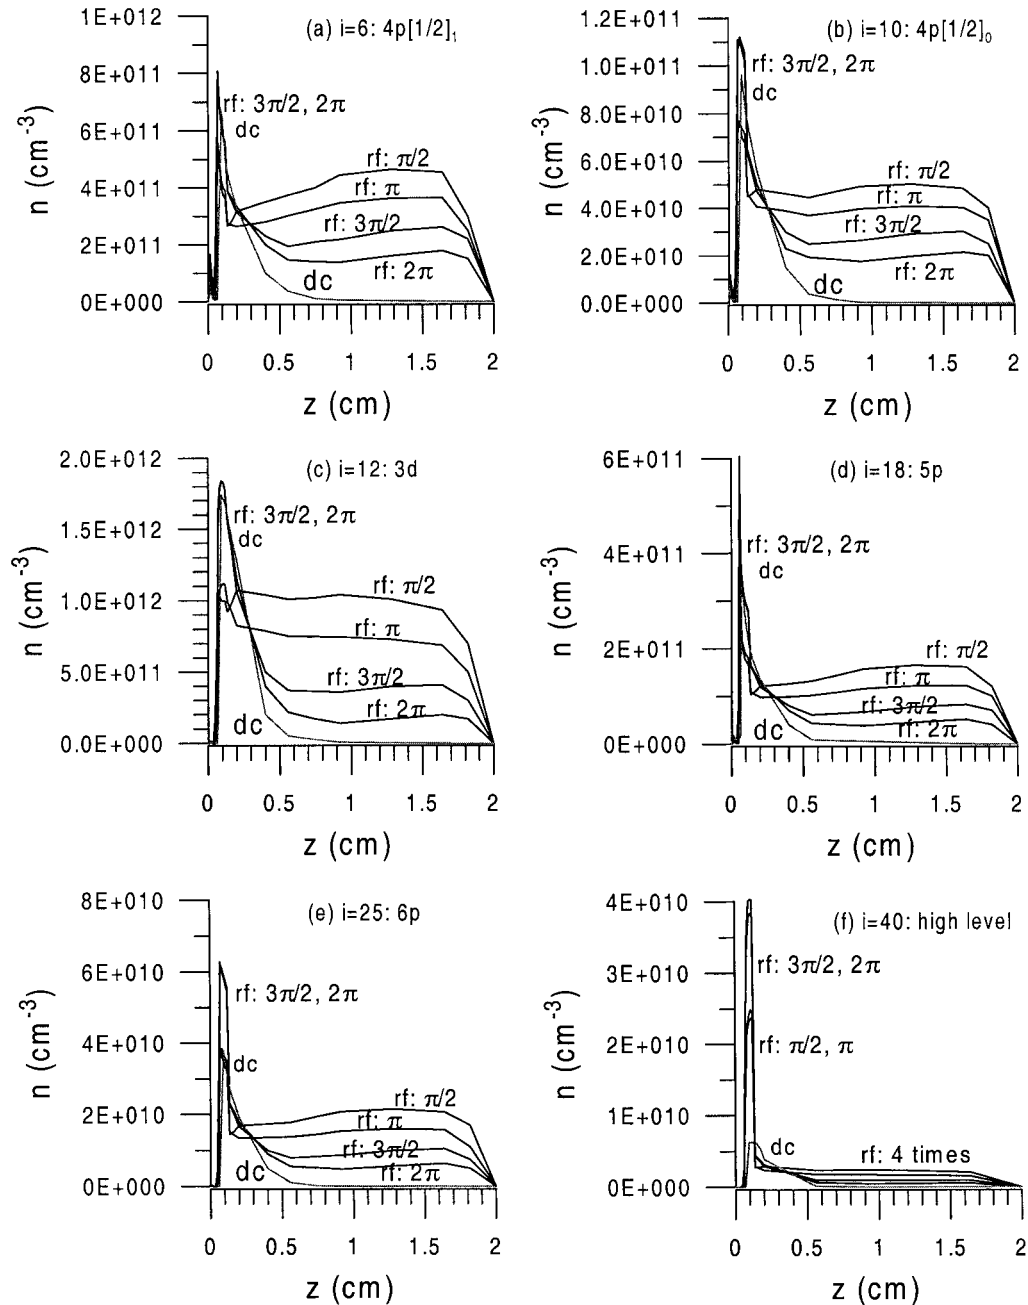 (a) i=6: 4p[1/2]₁
n (cm⁻³)
1E+012
8E+011
6E+011
4E+011
2E+011
0E+000
rf: 3π/2, 2π
dc
rf: π/2
rf: π
rf: 3π/2
rf: 2π
dc
0 0.5 1 1.5 2
z (cm)
(b) i=10: 4p[1/2]₀
n (cm⁻³)
1.2E+011
1.0E+011
8.0E+010
6.0E+010
4.0E+010
2.0E+010
0.0E+000
rf: 3π/2, 2π
dc
rf: π/2
rf: π
rf: 3π/2
rf: 2π
dc
0 0.5 1 1.5 2
z (cm)
(c) i=12: 3d
n (cm⁻³)
2.0E+012
1.5E+012
1.0E+012
5.0E+011
0.0E+000
rf: 3π/2, 2π
dc
rf: π/2
rf: π
rf: 3π/2
rf: 2π
dc
0 0.5 1 1.5 2
z (cm)
(d) i=18: 5p
n (cm⁻³)
6E+011
4E+011
2E+011
0E+000
rf: 3π/2, 2π
dc
rf: π/2
rf: π
rf: 3π/2
rf: 2π
dc
0 0.5 1 1.5 2
z (cm)
(e) i=25: 6p
n (cm⁻³)
8E+010
6E+010
4E+010
2E+010
0E+000
rf: 3π/2, 2π
dc
rf: π/2
rf: π
rf: 3π/2
rf: 2π
dc
0 0.5 1 1.5 2
z (cm)
(f) i=40: high level
n (cm⁻³)
4E+010
3E+010
2E+010
1E+010
0E+000
rf: 3π/2, 2π
rf: π/2, π
dc
rf: 4 times
0 0.5 1 1.5 2
z (cm)